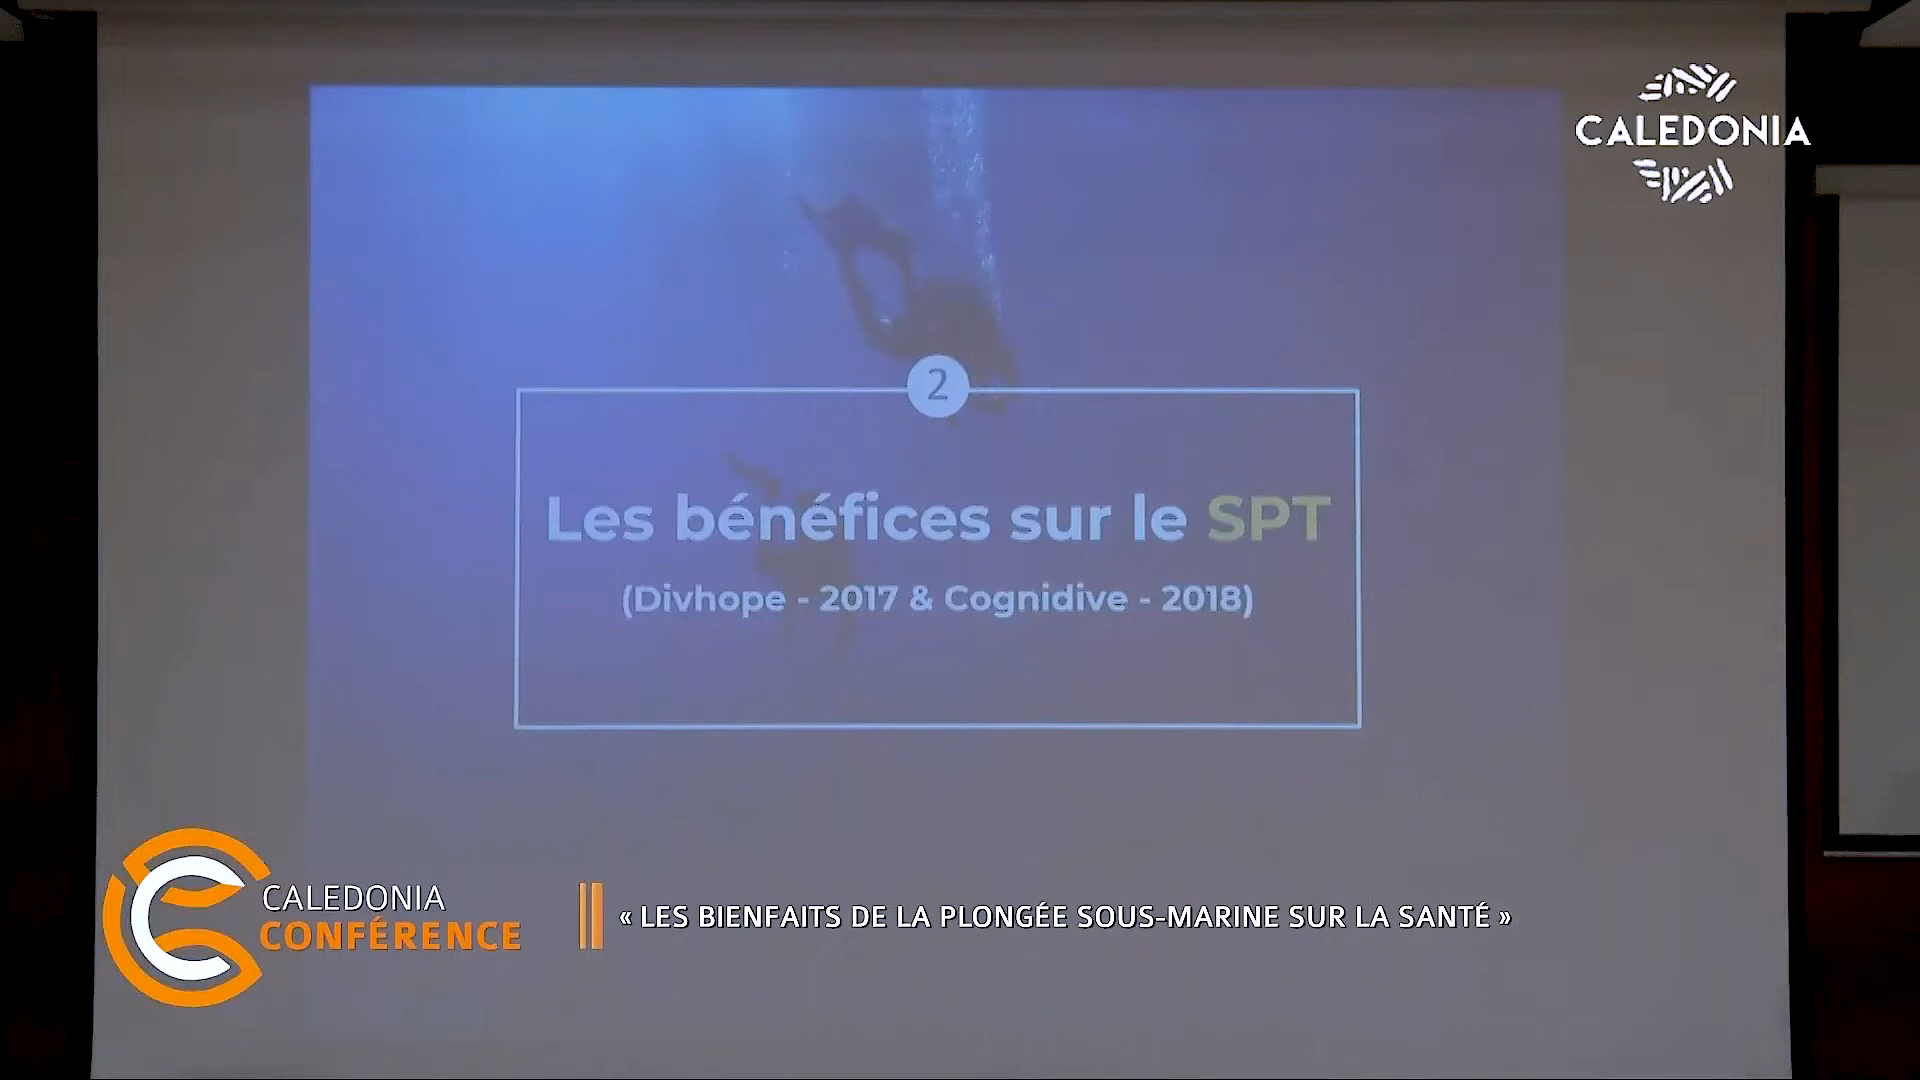 CALEDONIA
2
Les bénéfices sur le SPT
(Divhope - 2017 & Cognidive - 2018)
CALEDONIA
CONFÉRENCE
« LES BIENFAITS DE LA PLONGÉE SOUS-MARINE SUR LA SANTÉ »